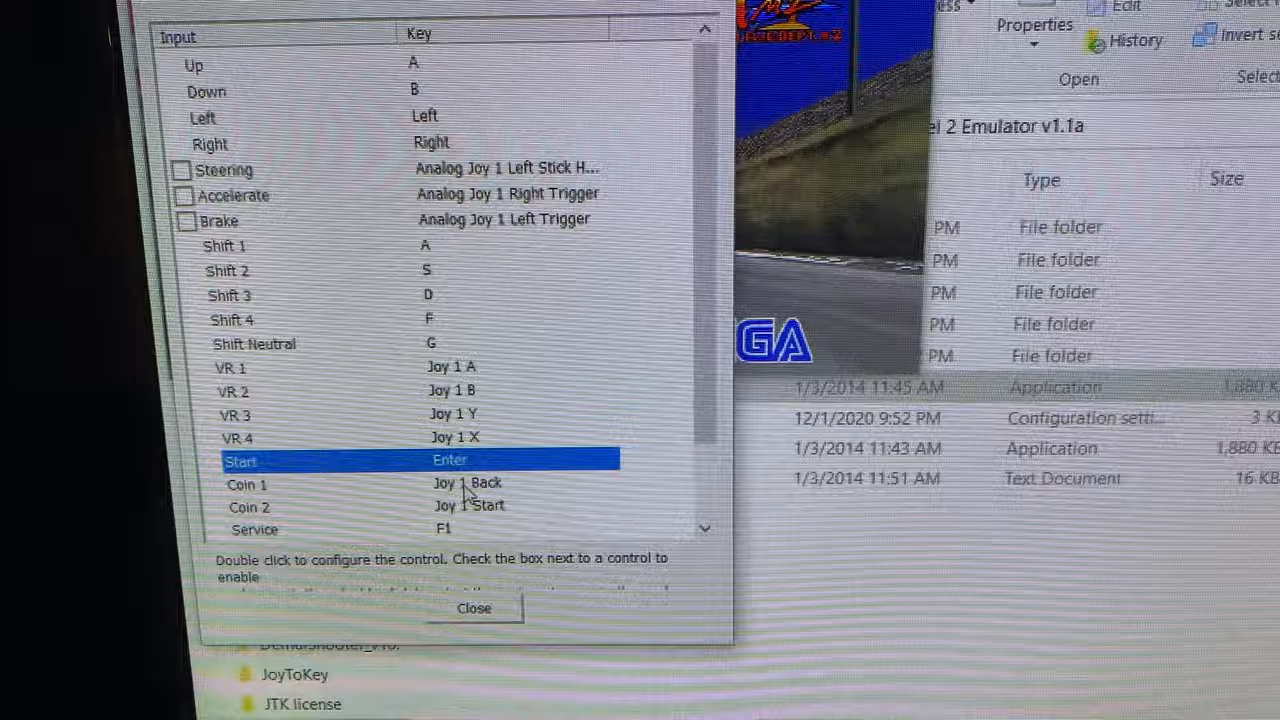 Input Key
Up A
Down B
Left Left
Right Right
Steering Analog Joy 1 Left Stick H...
Accelerate Analog Joy 1 Right Trigger
Brake Analog Joy 1 Left Trigger
Shift 1 A
Shift 2 S
Shift 3 D
Shift 4 F
Shift Neutral G
VR 1 Joy 1 A
VR 2 Joy 1 B
VR 3 Joy 1 Y
VR 4 Joy 1 X
Start Enter
Coin 1 Joy 1 Back
Coin 2 Joy 1 Start
Service F1
Double click to configure the control. Check the box next to a control to
enable
Close
JoyToKey
JTK license
GA
Edit
Properties
History
Invert se
Open
Selec
el 2 Emulator v1.1a
Type Size
PM File folder
PM File folder
PM File folder
PM File folder
PM File folder
1/3/2014 11:45 AM Application 1,880 K
12/1/2020 9:52 PM Configuration setti... 3 K
1/3/2014 11:43 AM Application 1,880 KB
1/3/2014 11:51 AM Text Document 16 KB